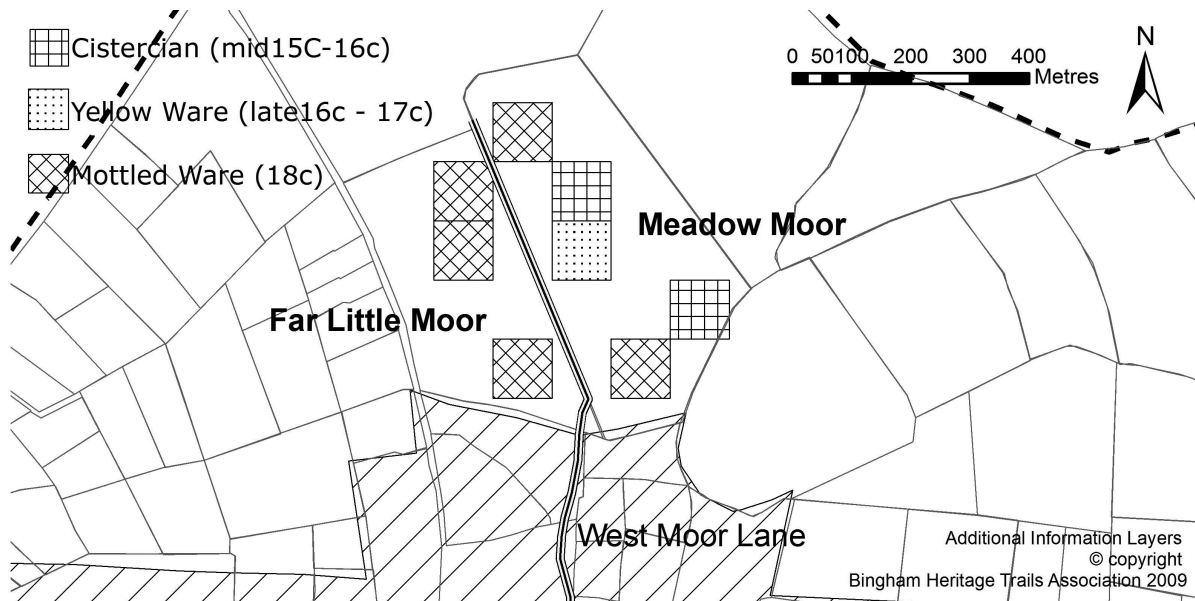 Cistercian (mid15C-16c)
Yellow Ware (late16c - 17c)
Mottled Ware (18c)
0 50100 200 300 400
Metres
N
Meadow Moor
Far Little Moor
West Moor Lane
Additional Information Layers
© copyright
Bingham Heritage Trails Association 2009